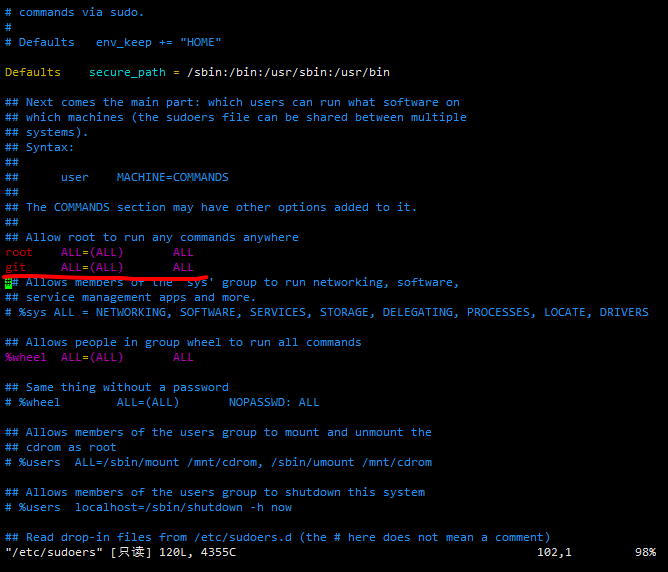 # commands via sudo.
#
# Defaults   env_keep += "HOME"
Defaults    secure_path = /sbin:/bin:/usr/sbin:/usr/bin
## Next comes the main part: which users can run what software on
## which machines (the sudoers file can be shared between multiple
## systems).
## Syntax:
##
##      user    MACHINE=COMMANDS
##
## The COMMANDS section may have other options added to it.
##
## Allow root to run any commands anywhere
root    ALL=(ALL)       ALL
git     ALL=(ALL)       ALL
## Allows members of the 'sys' group to run networking, software,
## service management apps and more.
# %sys ALL = NETWORKING, SOFTWARE, SERVICES, STORAGE, DELEGATING, PROCESSES, LOCATE, DRIVERS
## Allows people in group wheel to run all commands
%wheel  ALL=(ALL)       ALL
## Same thing without a password
# %wheel        ALL=(ALL)       NOPASSWD: ALL
## Allows members of the users group to mount and unmount the
## cdrom as root
# %users  ALL=/sbin/mount /mnt/cdrom, /sbin/umount /mnt/cdrom
## Allows members of the users group to shutdown this system
# %users  localhost=/sbin/shutdown -h now
## Read drop-in files from /etc/sudoers.d (the # here does not mean a comment)
"/etc/sudoers" [只读] 120L, 4355C 102,1 98%